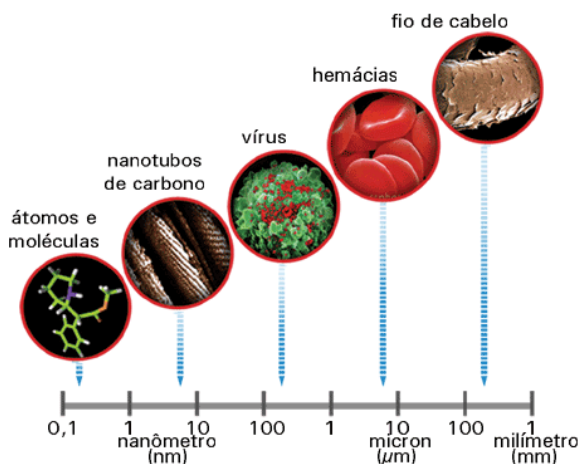 fio de cabelo
hemácias
vírus
nanotubos
de carbono
átomos e
moléculas
0,1 1 10 100 1 10 100 1
nanômetro micron milímetro
(nm) (µm) (mm)